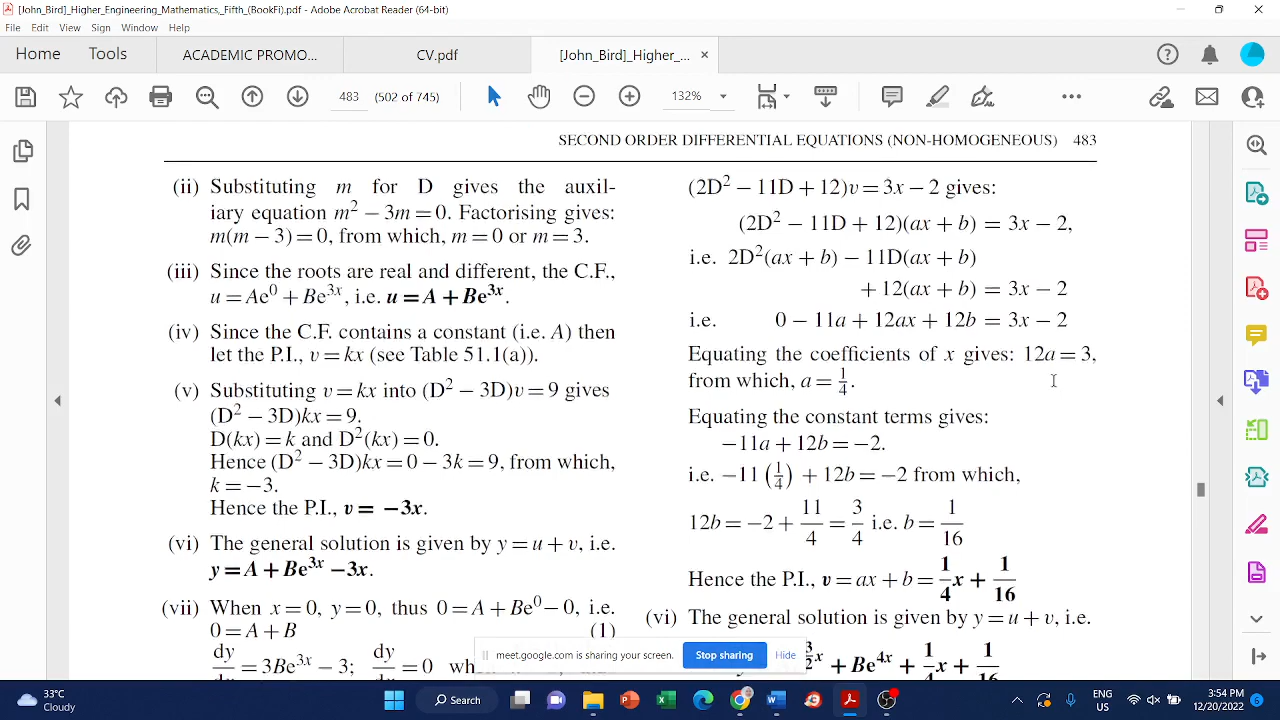 [John_Bird]_Higher_Engineering_Mathematics_Fifth_(BookFi).pdf - Adobe Acrobat Reader (64-bit)
File Edit View Sign Window Help
Home Tools ACADEMIC PROMO... CV.pdf [John_Bird]_Higher_... ×
483 (502 of 745) 132%
SECOND ORDER DIFFERENTIAL EQUATIONS (NON-HOMOGENEOUS) 483
(ii) Substituting m for D gives the auxil-
iary equation m² − 3m = 0. Factorising gives:
m(m − 3) = 0, from which, m = 0 or m = 3.
(iii) Since the roots are real and different, the C.F.,
u = Ae⁰ + Be³ˣ, i.e. u = A + Be³ˣ.
(iv) Since the C.F. contains a constant (i.e. A) then
let the P.I., v = kx (see Table 51.1(a)).
(v) Substituting v = kx into (D² − 3D)v = 9 gives
(D² − 3D)kx = 9.
D(kx) = k and D²(kx) = 0.
Hence (D² − 3D)kx = 0 − 3k = 9, from which,
k = −3.
Hence the P.I., v = −3x.
(vi) The general solution is given by y = u + v, i.e.
y = A + Be³ˣ − 3x.
(vii) When x = 0, y = 0, thus 0 = A + Be⁰ − 0, i.e.
0 = A + B (1)
dy/dx = 3Be³ˣ − 3; dy/dx = 0
(2D² − 11D + 12)v = 3x − 2 gives:
(2D² − 11D + 12)(ax + b) = 3x − 2,
i.e. 2D²(ax + b) − 11D(ax + b)
+ 12(ax + b) = 3x − 2
i.e. 0 − 11a + 12ax + 12b = 3x − 2
Equating the coefficients of x gives: 12a = 3,
from which, a = 1/4.
Equating the constant terms gives:
−11a + 12b = −2.
i.e. −11 (1/4) + 12b = −2 from which,
12b = −2 + 11/4 = 3/4 i.e. b = 1/16
Hence the P.I., v = ax + b = 1/4 x + 1/16
(vi) The general solution is given by y = u + v, i.e.
3/2 x + Be⁴ˣ + 1/4 x + 1/16
meet.google.com is sharing your screen. Stop sharing Hide
33°C
Cloudy
Search
ENG
US
3:54 PM
12/20/2022